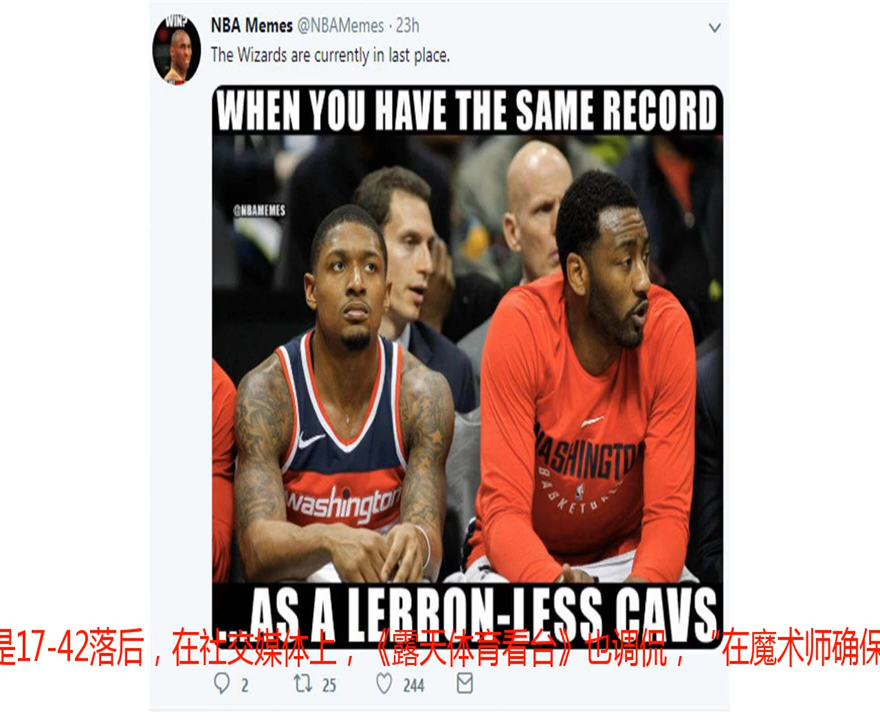 WIN?
NBA Memes @NBAMemes · 23h
The Wizards are currently in last place.
WHEN YOU HAVE THE SAME RECORD
@NBAMEMES
washington
WASHINGTO
BASKETBALL
...AS A LEBRON-LESS CAVS
是17-42落后，在社交媒体上，《露天体育看台》也调侃，“在魔术师确保
2 25 244